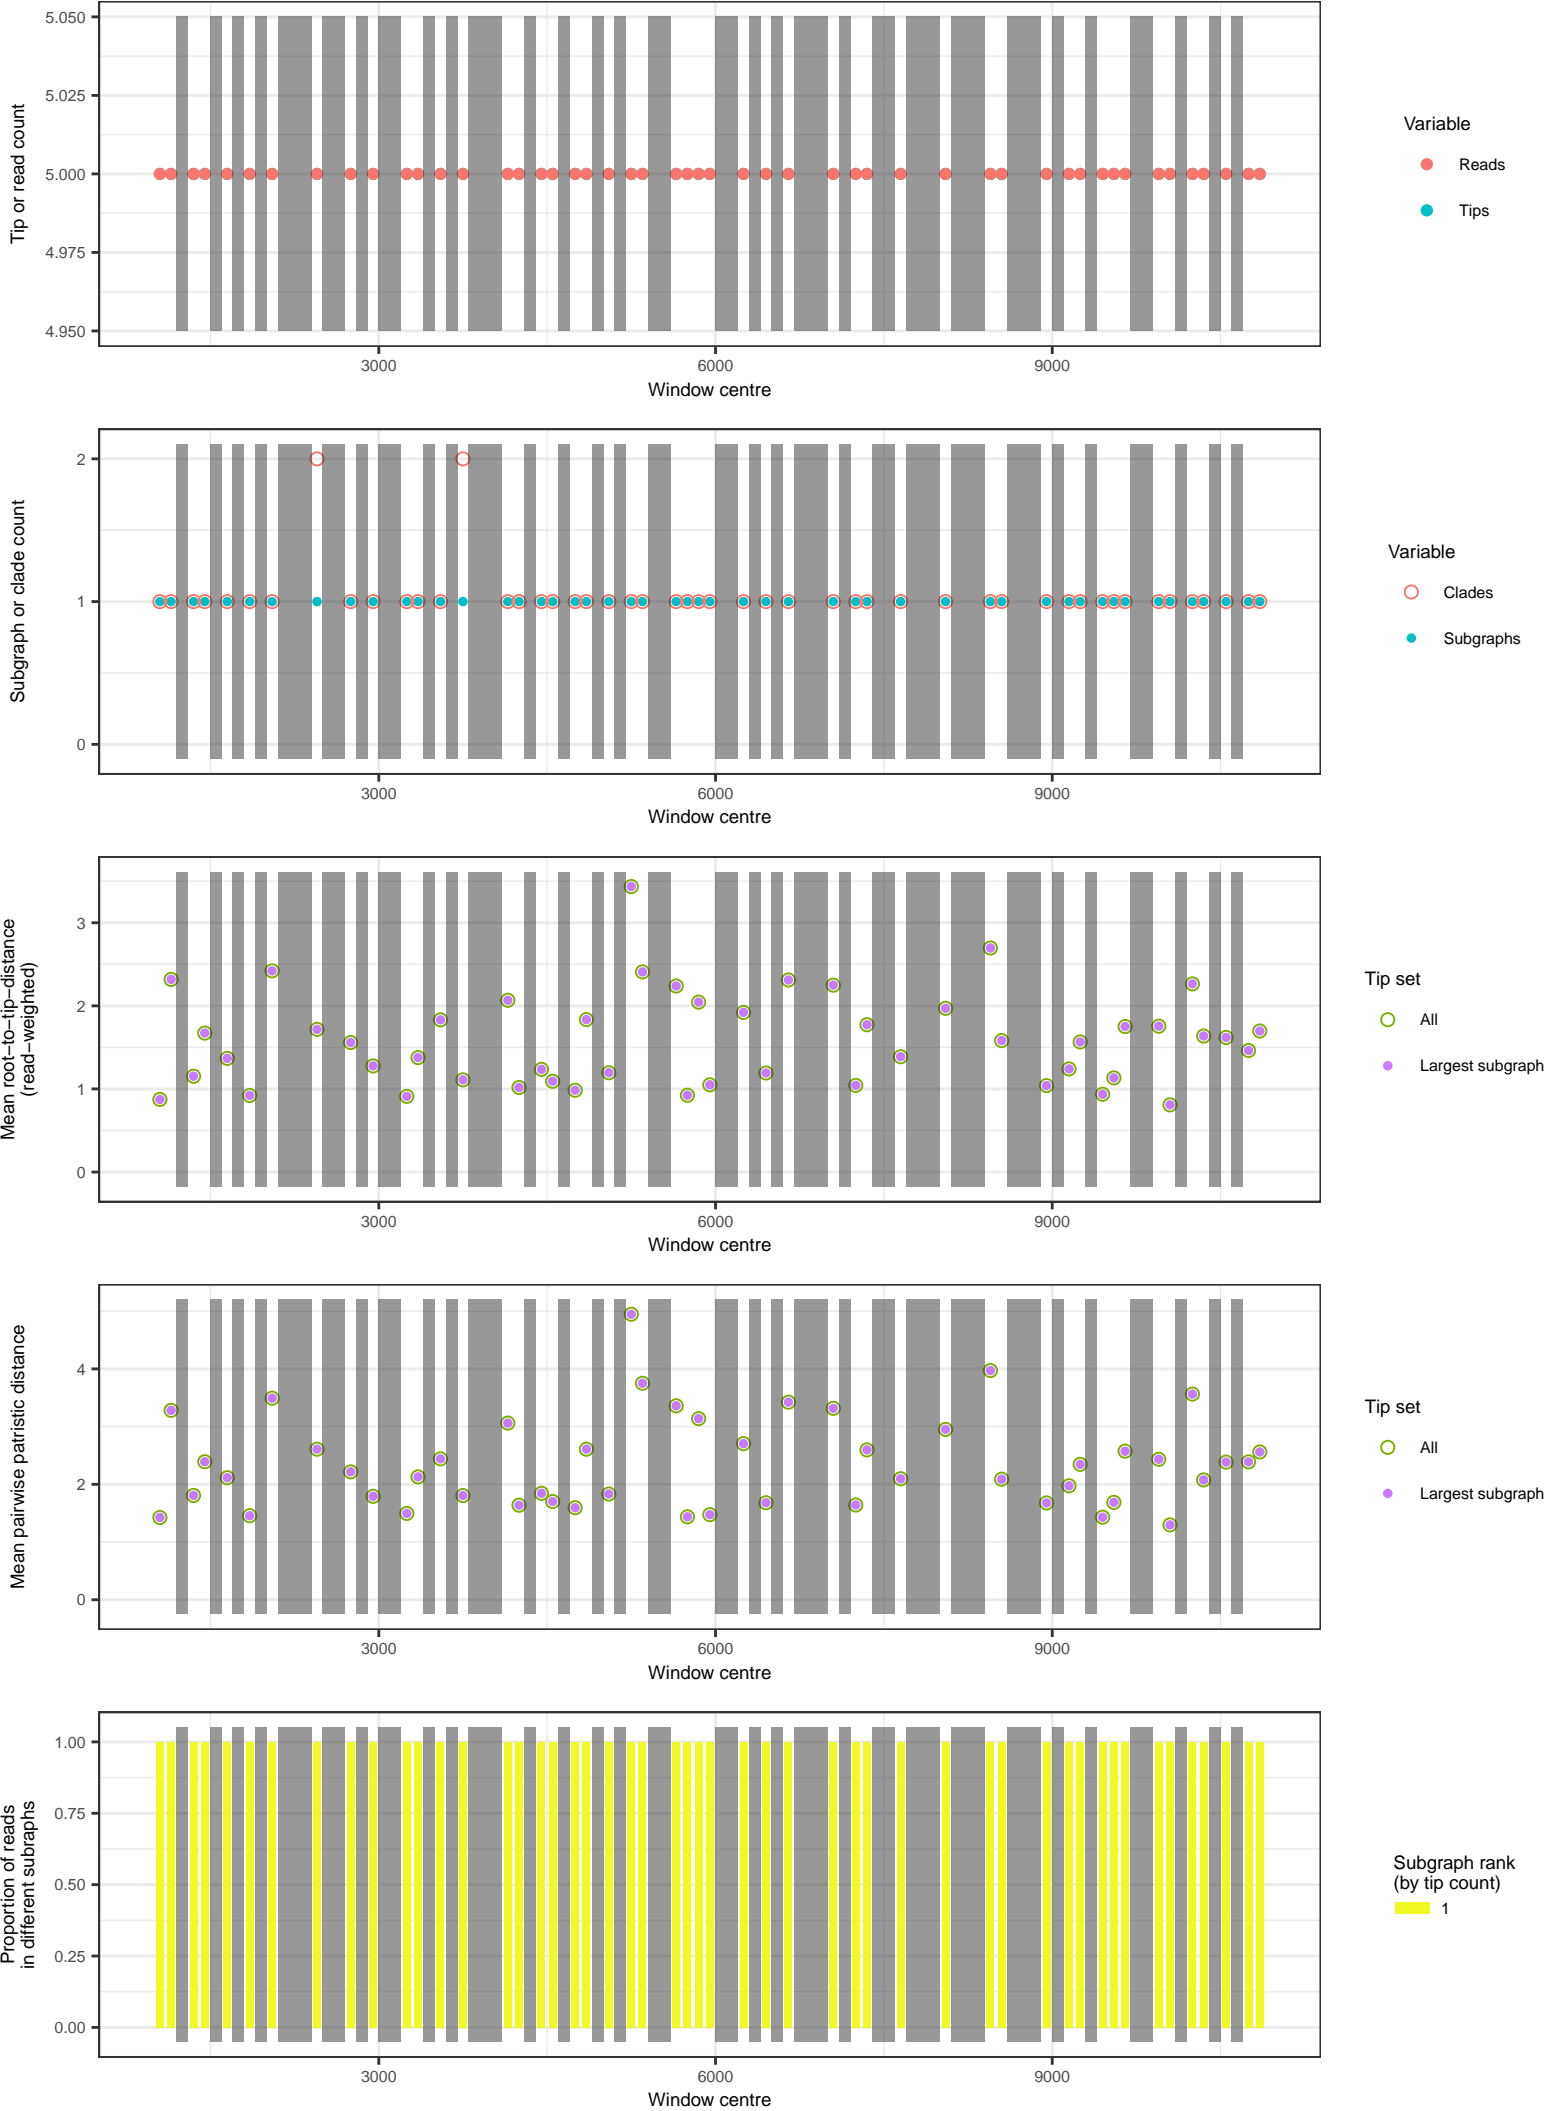 5.050
5.025
5.000
4.975
4.950
Tip or read count
3000 6000 9000
Window centre
Variable
Reads
Tips
2
1
0
Subgraph or clade count
3000 6000 9000
Window centre
Variable
Clades
Subgraphs
3
2
1
0
Mean root−to−tip−distance
(read−weighted)
3000 6000 9000
Window centre
Tip set
All
Largest subgraph
4
2
0
Mean pairwise patristic distance
3000 6000 9000
Window centre
Tip set
All
Largest subgraph
1.00
0.75
0.50
0.25
0.00
Proportion of reads
in different subraphs
3000 6000 9000
Window centre
Subgraph rank
(by tip count)
1